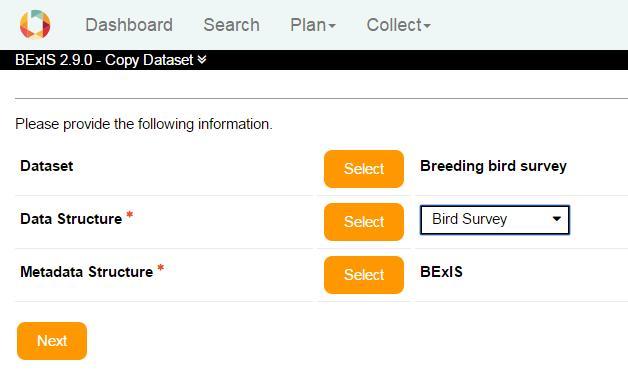 Dashboard Search Plan Collect
BExIS 2.9.0 - Copy Dataset
Please provide the following information.
Dataset Select Breeding bird survey
Data Structure * Select Bird Survey
Metadata Structure * Select BExIS
Next